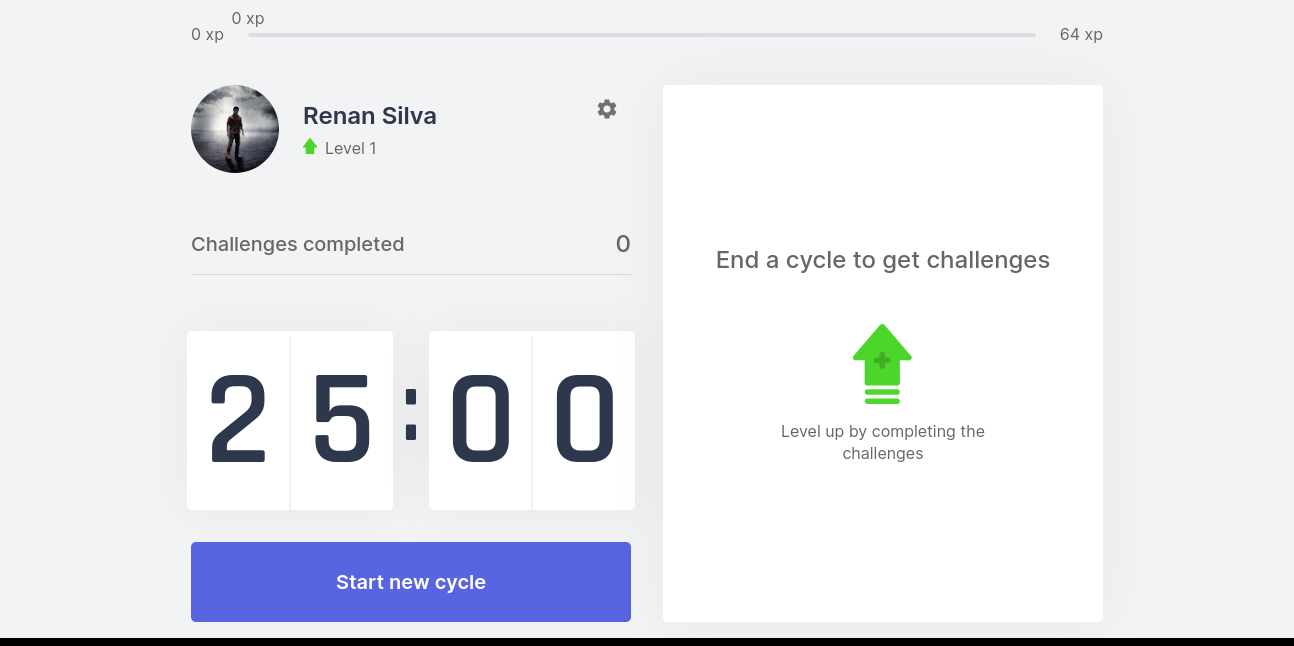 0 xp
0 xp
64 xp
Renan Silva
Level 1
Challenges completed
0
25:00
Start new cycle
End a cycle to get challenges
Level up by completing the
challenges